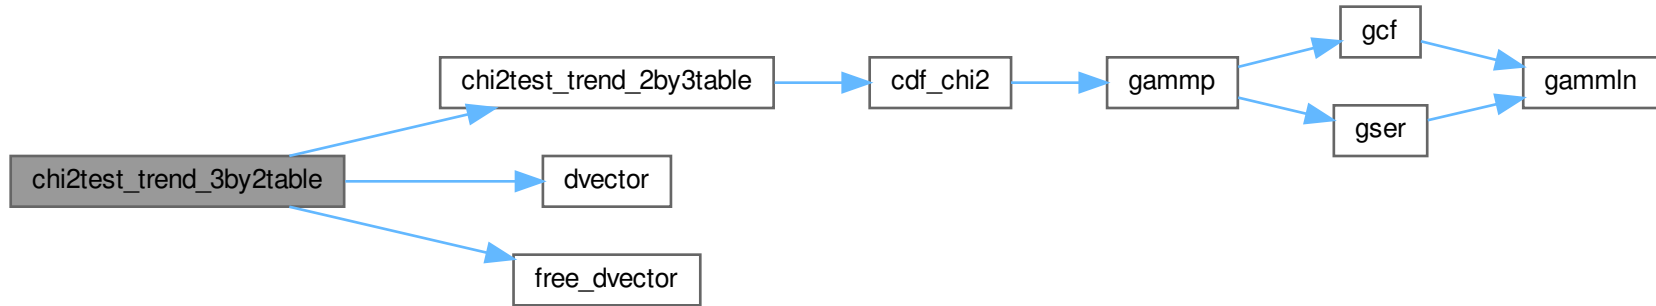 chi2test_trend_3by2table
chi2test_trend_2by3table
dvector
free_dvector
cdf_chi2
gammp
gcf
gser
gammln